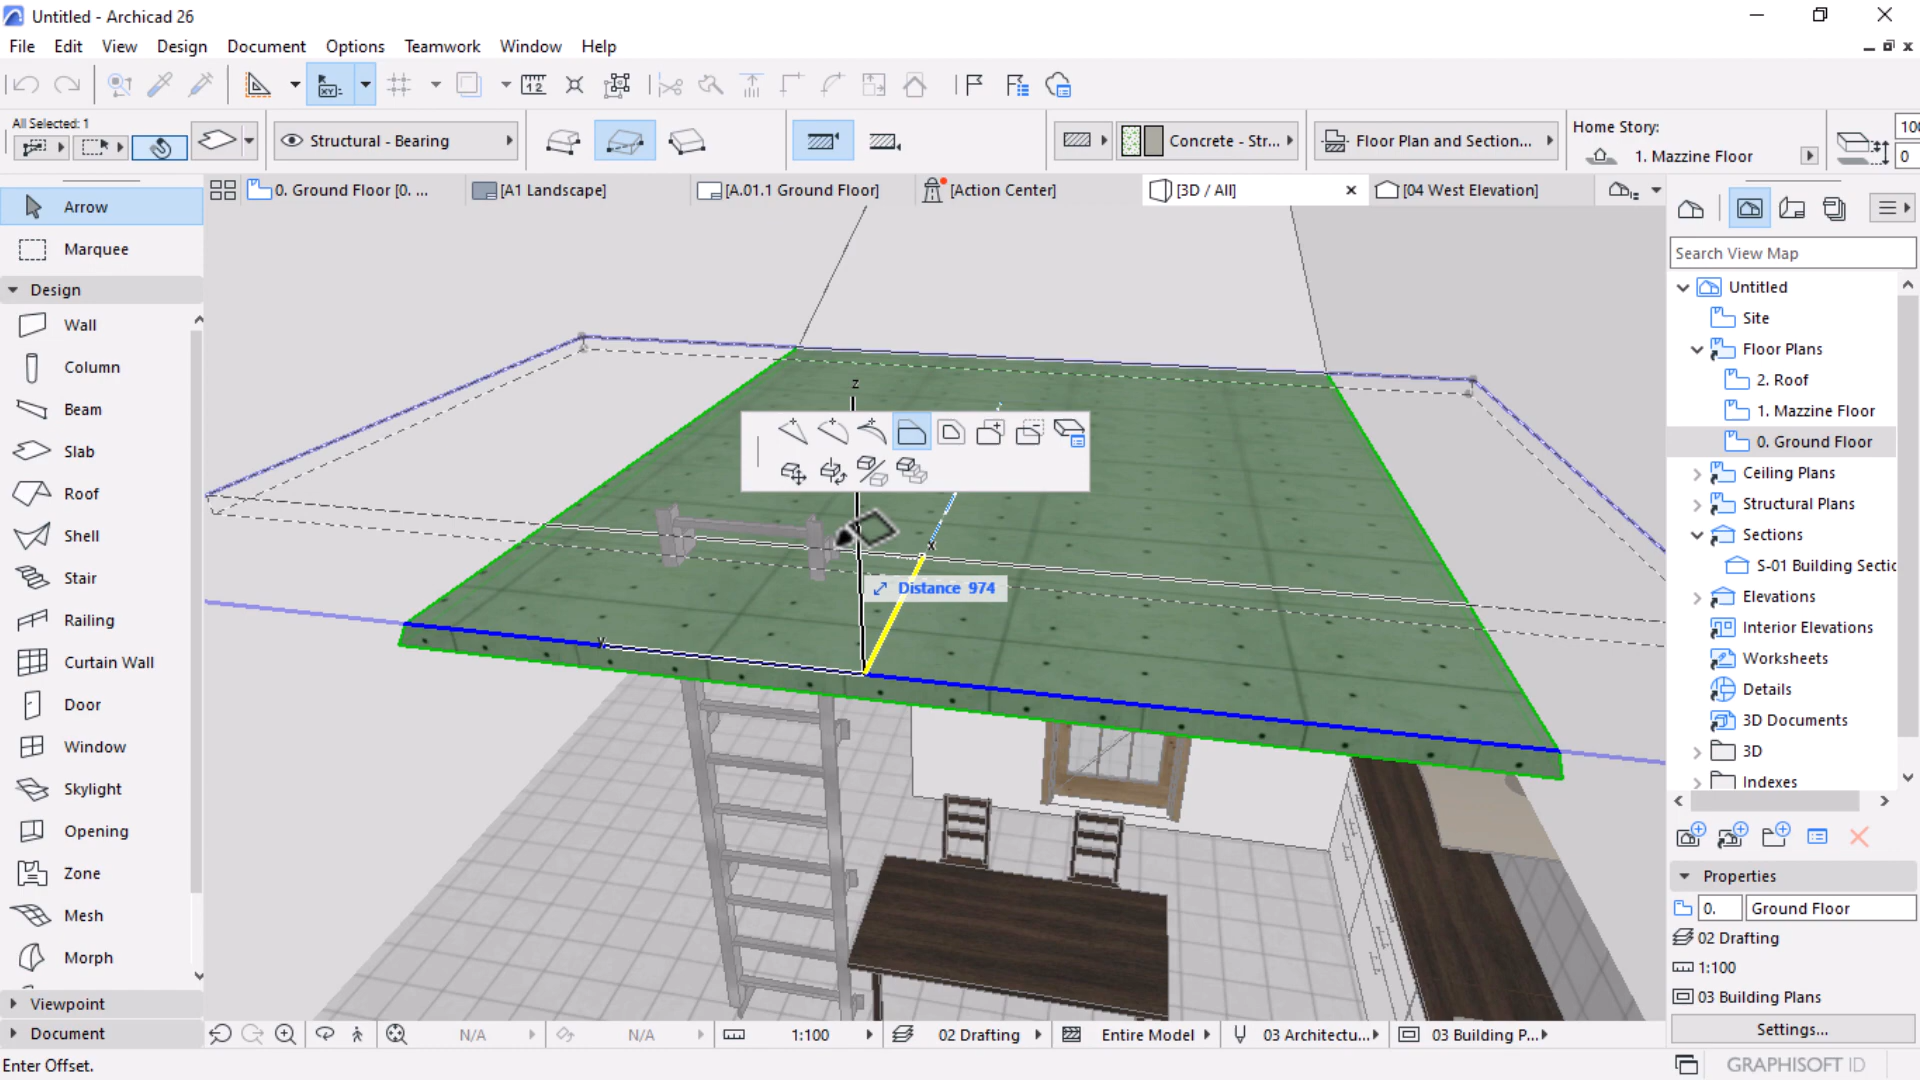 Untitled - Archicad 26
File Edit View Design Document Options Teamwork Window Help
All Selected: 1
Structural - Bearing
Concrete - Str...
Floor Plan and Section...
Home Story:
1. Mazzine Floor
100
0
0. Ground Floor [0. ...
[A1 Landscape]
[A.01.1 Ground Floor]
[Action Center]
[3D / All]
[04 West Elevation]
Arrow
Marquee
Design
Wall
Column
Beam
Slab
Roof
Shell
Stair
Railing
Curtain Wall
Door
Window
Skylight
Opening
Zone
Mesh
Morph
Viewpoint
Document
z
x
y
Distance 974
Search View Map
Untitled
Site
Floor Plans
2. Roof
1. Mazzine Floor
0. Ground Floor
Ceiling Plans
Structural Plans
Sections
S-01 Building Sectic
Elevations
Interior Elevations
Worksheets
Details
3D Documents
3D
Indexes
Properties
0. Ground Floor
02 Drafting
1:100
03 Building Plans
Settings...
N/A
N/A
1:100
02 Drafting
Entire Model
03 Architectu...
03 Building P...
Enter Offset.
GRAPHISOFT ID